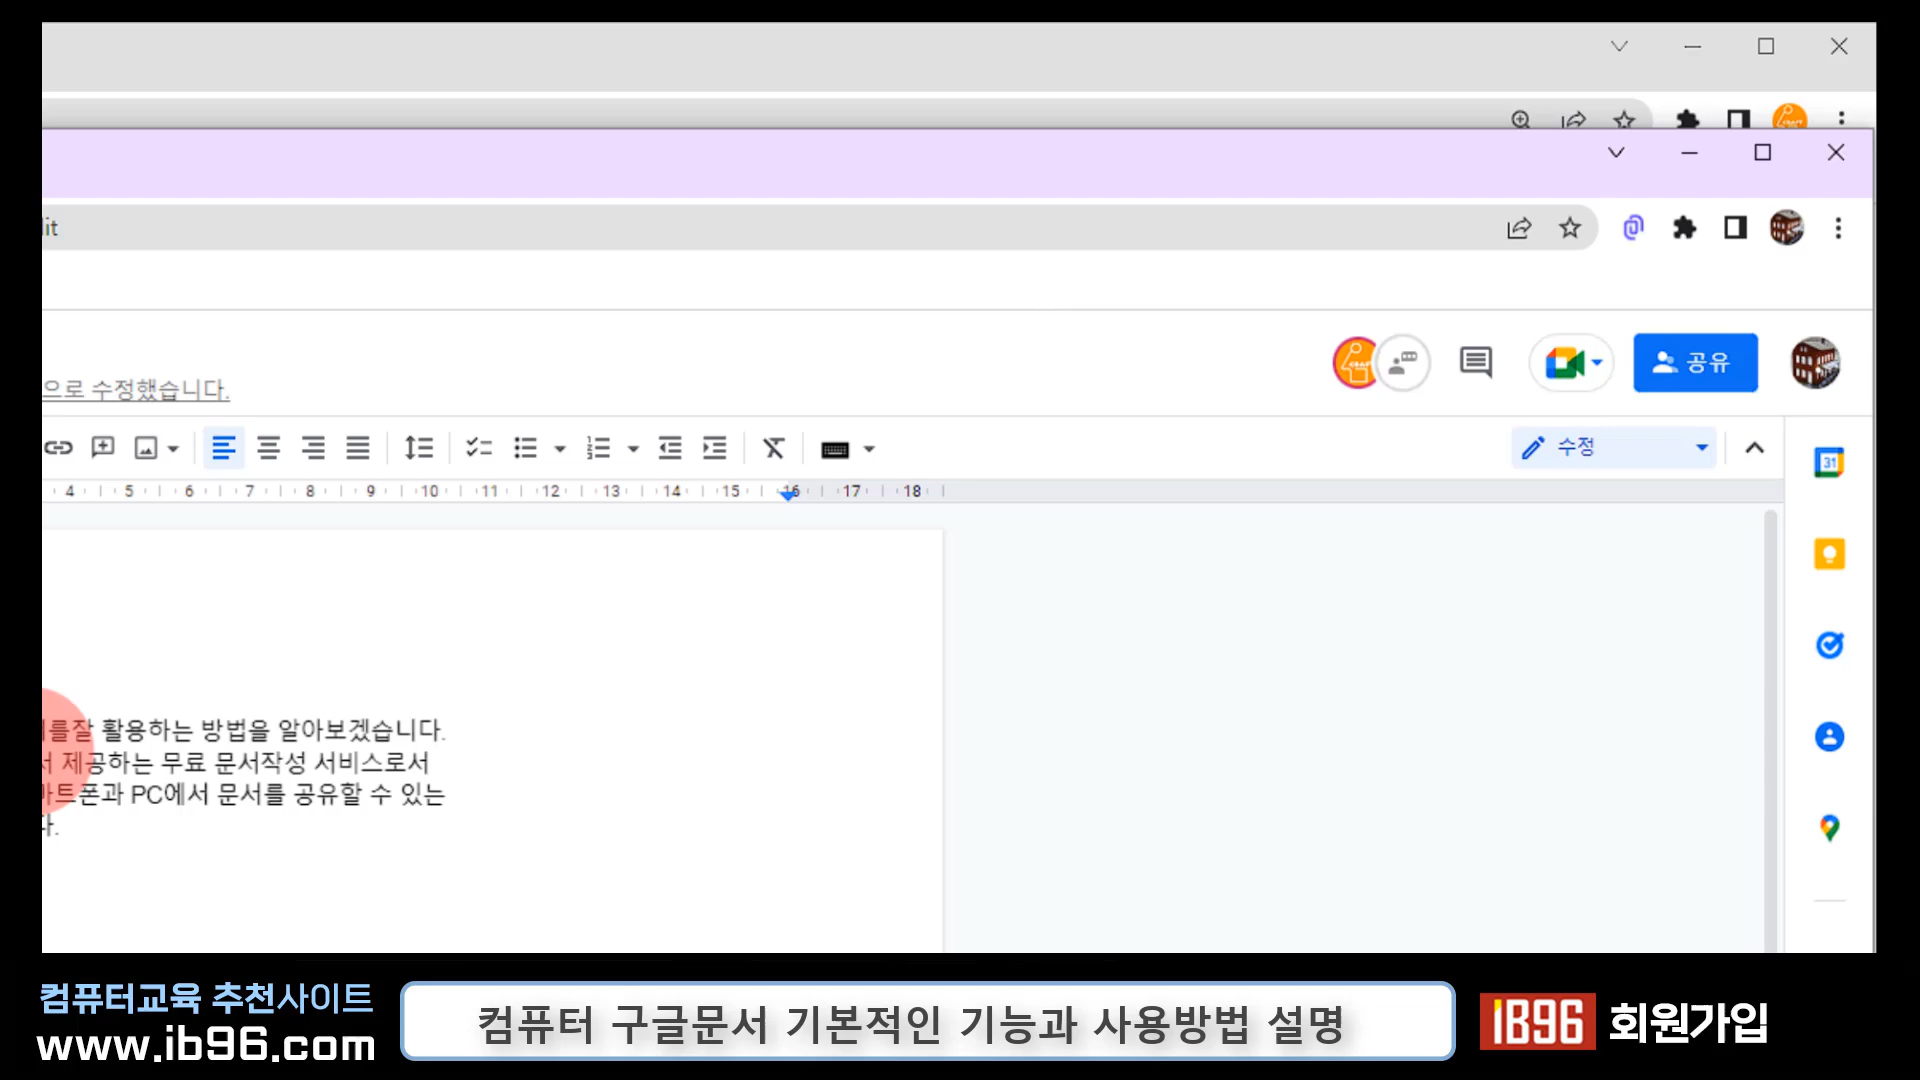 lit
공유
으로 수정했습니다.
수정
4 5 6 7 8 9 10 11 12 13 14 15 16 17 18
31
를잘 활용하는 방법을 알아보겠습니다.
서 제공하는 무료 문서작성 서비스로서
마트폰과 PC에서 문서를 공유할 수 있는
다.
컴퓨터교육 추천사이트
www.ib96.com
컴퓨터 구글문서 기본적인 기능과 사용방법 설명
IB96 회원가입